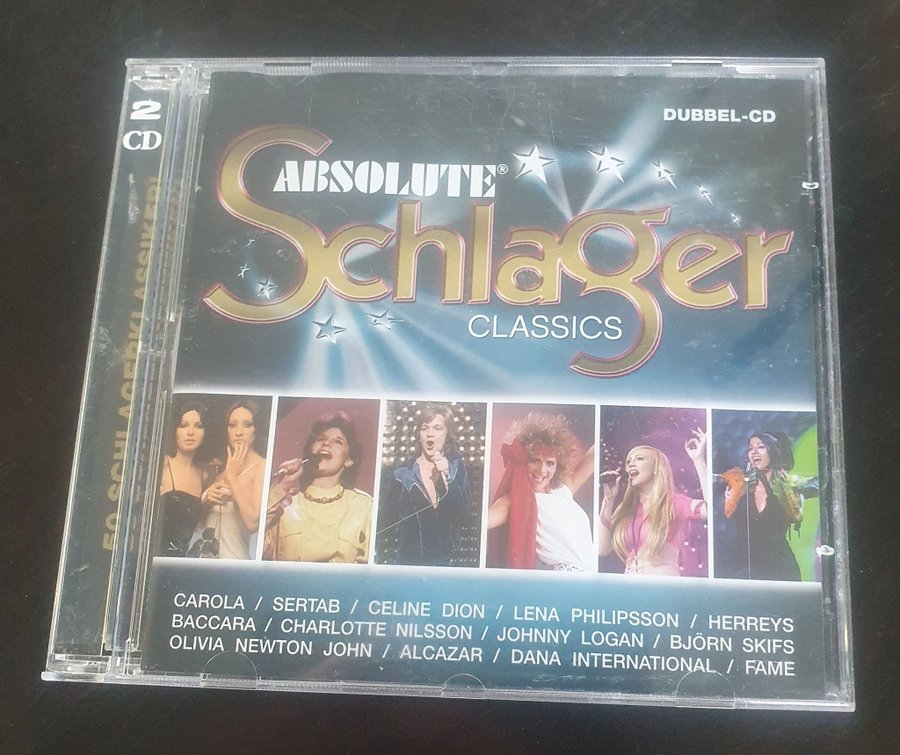 2
CD
DUBBEL-CD
ABSOLUTE®
Schlager
CLASSICS
50 SCHLAGERKLASSIKER!
CAROLA / SERTAB / CELINE DION / LENA PHILIPSSON / HERREYS
BACCARA / CHARLOTTE NILSSON / JOHNNY LOGAN / BJÖRN SKIFS
OLIVIA NEWTON JOHN / ALCAZAR / DANA INTERNATIONAL / FAME